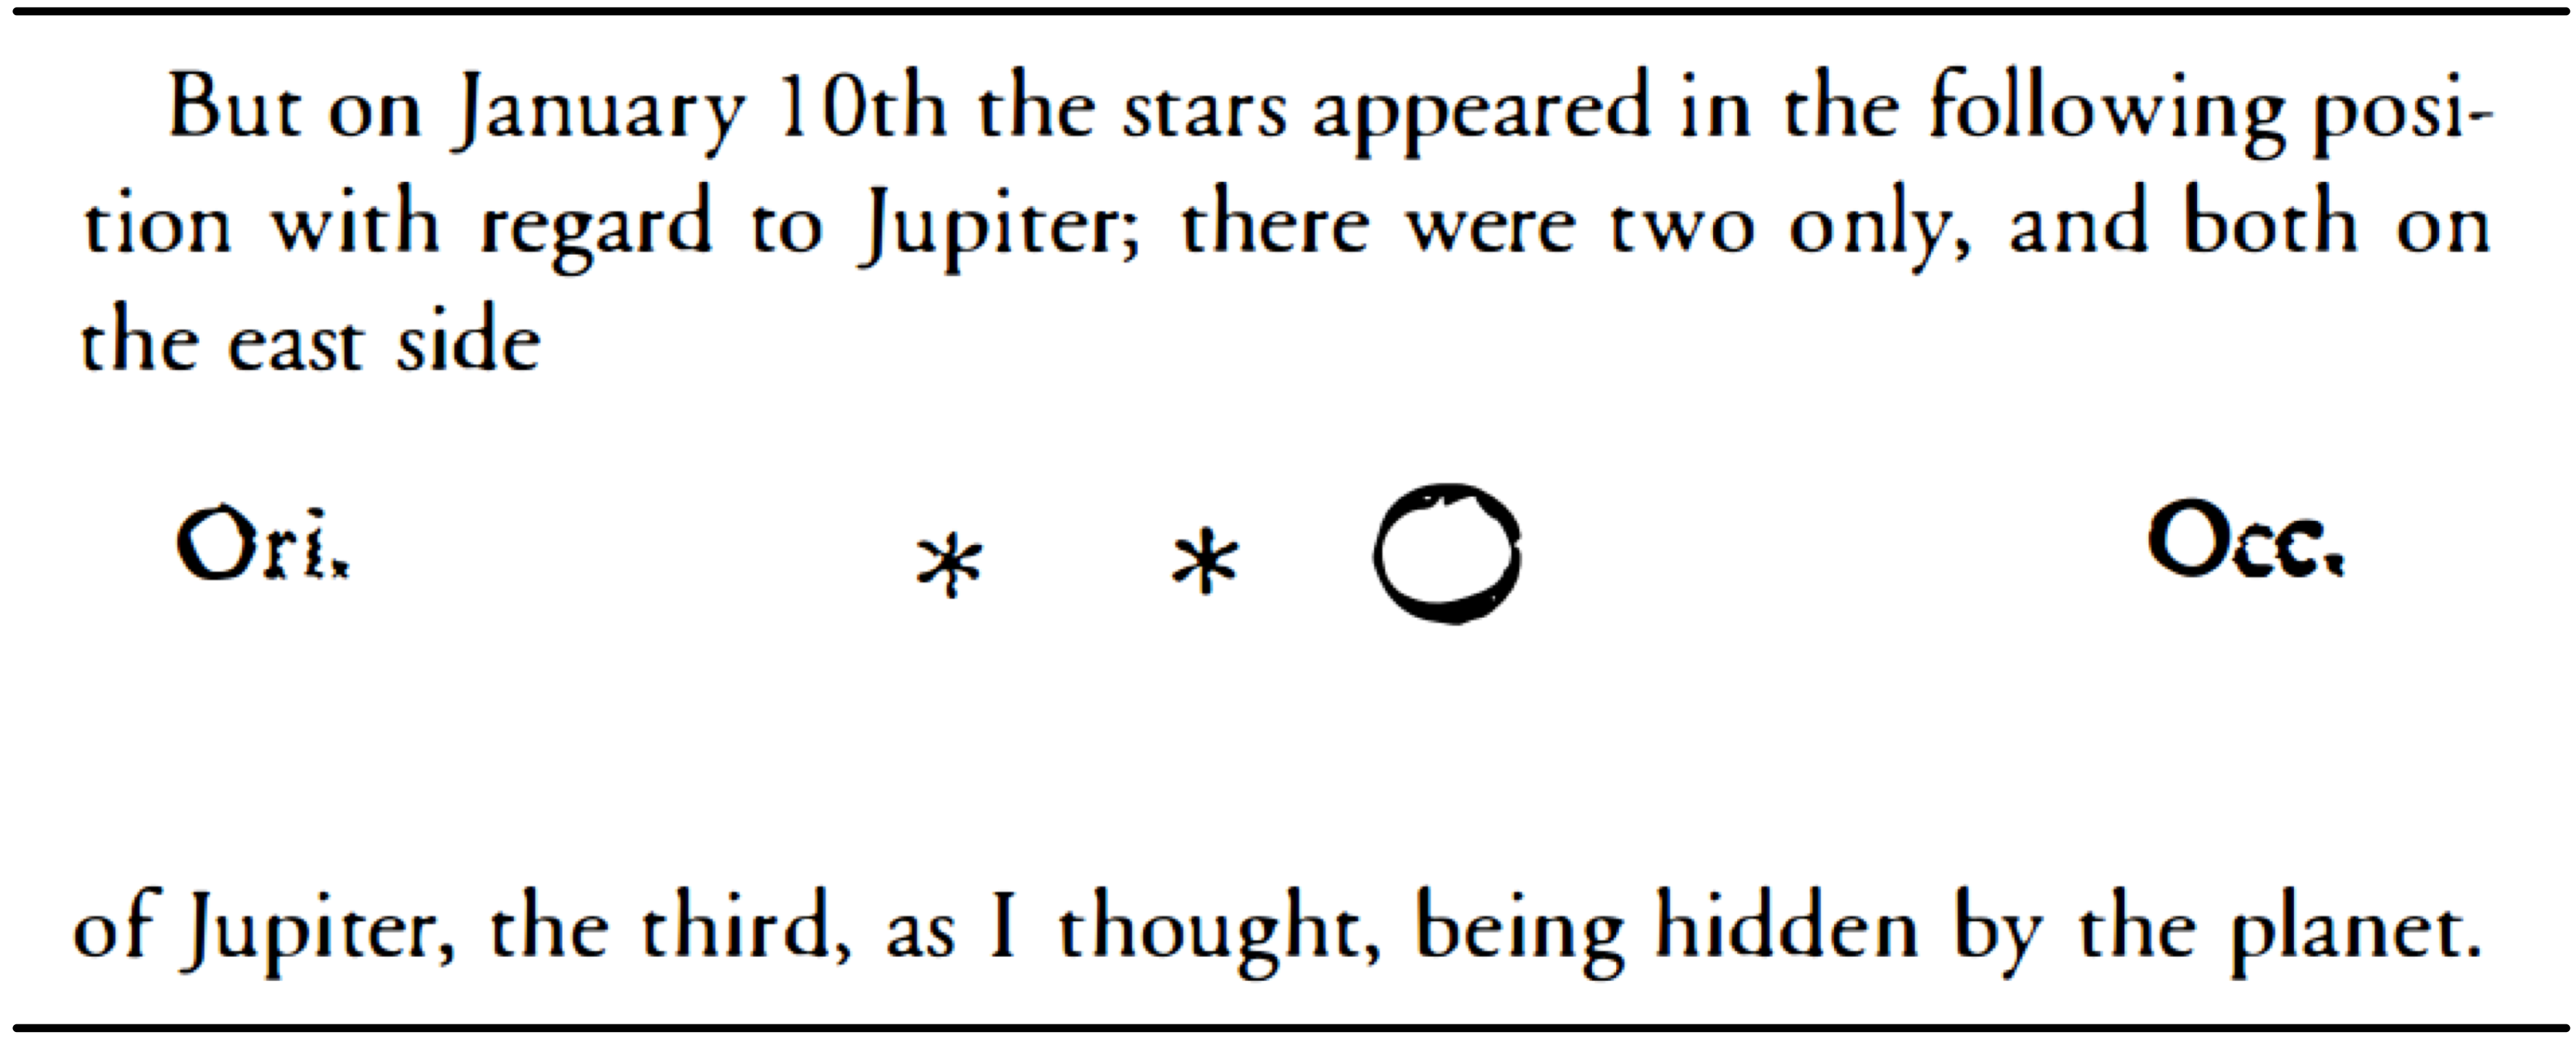 But on January 10th the stars appeared in the following posi-
tion with regard to Jupiter; there were two only, and both on
the east side
Ori. * * O Occ.
of Jupiter, the third, as I thought, being hidden by the planet.